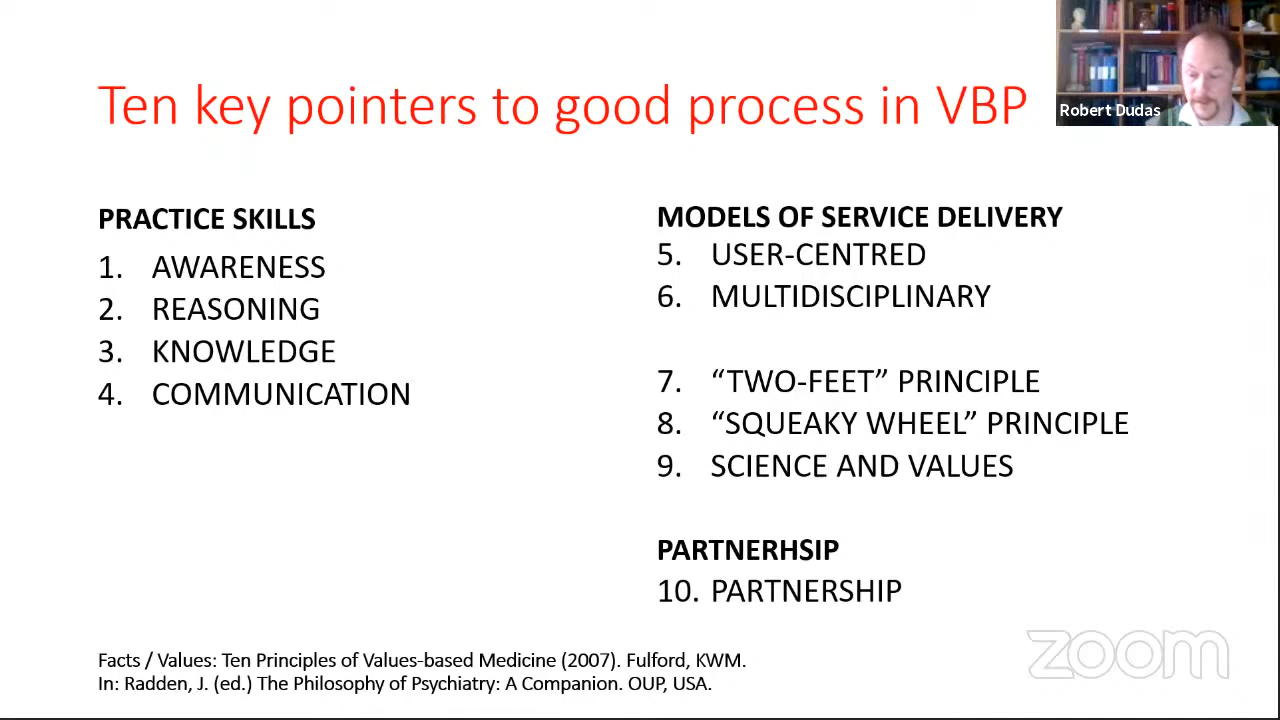 Ten key pointers to good process in VBP
Robert Dudas
PRACTICE SKILLS
1. AWARENESS
2. REASONING
3. KNOWLEDGE
4. COMMUNICATION
MODELS OF SERVICE DELIVERY
5. USER-CENTRED
6. MULTIDISCIPLINARY
7. “TWO-FEET” PRINCIPLE
8. “SQUEAKY WHEEL” PRINCIPLE
9. SCIENCE AND VALUES
PARTNERHSIP
10. PARTNERSHIP
Facts / Values: Ten Principles of Values-based Medicine (2007). Fulford, KWM.
In: Radden, J. (ed.) The Philosophy of Psychiatry: A Companion. OUP, USA.
zoom